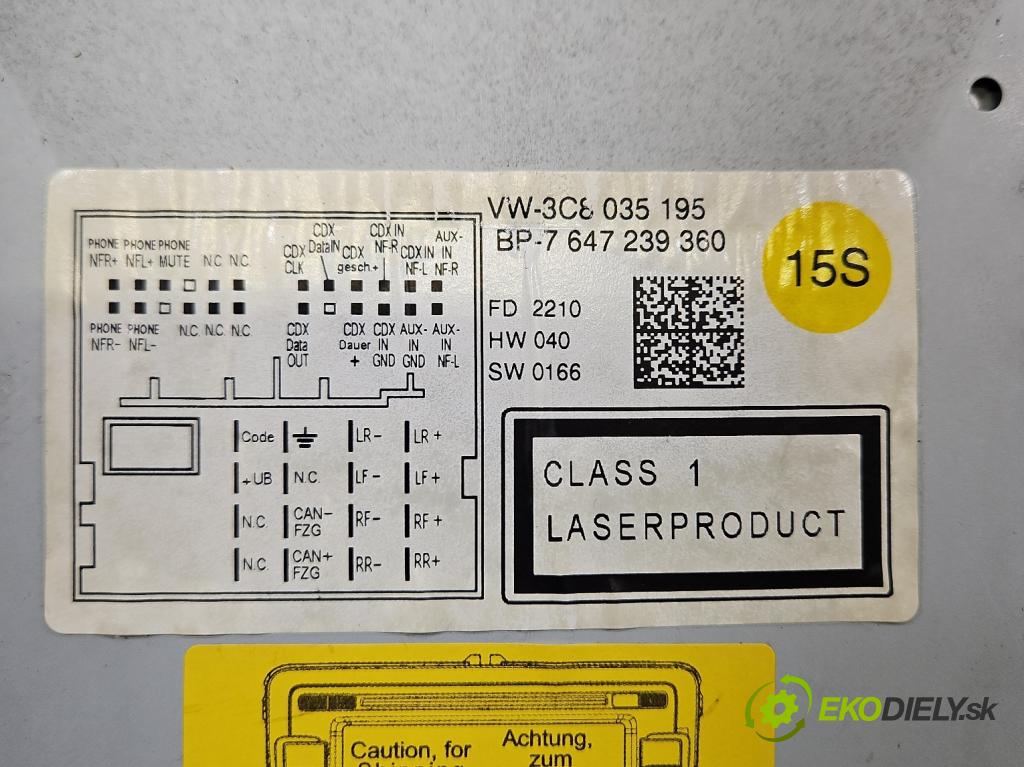 VW-3C8 035 195
BP-7 647 239 360
15S
FD 2210
HW 040
SW 0166
CLASS 1
LASERPRODUCT
PHONE NFR+
PHONE NFL+
PHONE MUTE
N.C.
N.C.
CDX CLK
CDX DataIN
CDX gesch.+
CDX IN NF-R
CDX IN NF-L
AUX-IN NF-R
PHONE NFR-
PHONE NFL-
N.C.
N.C.
N.C.
CDX Data OUT
CDX Dauer +
CDX IN GND
AUX-IN GND
AUX-IN NF-L
Code LR- LR+
+UB N.C. LF- LF+
N.C. CAN- FZG RF- RF+
N.C. CAN+ FZG RR- RR+
Caution, for
Shipping
Achtung,
zum
EKODIELY.sk